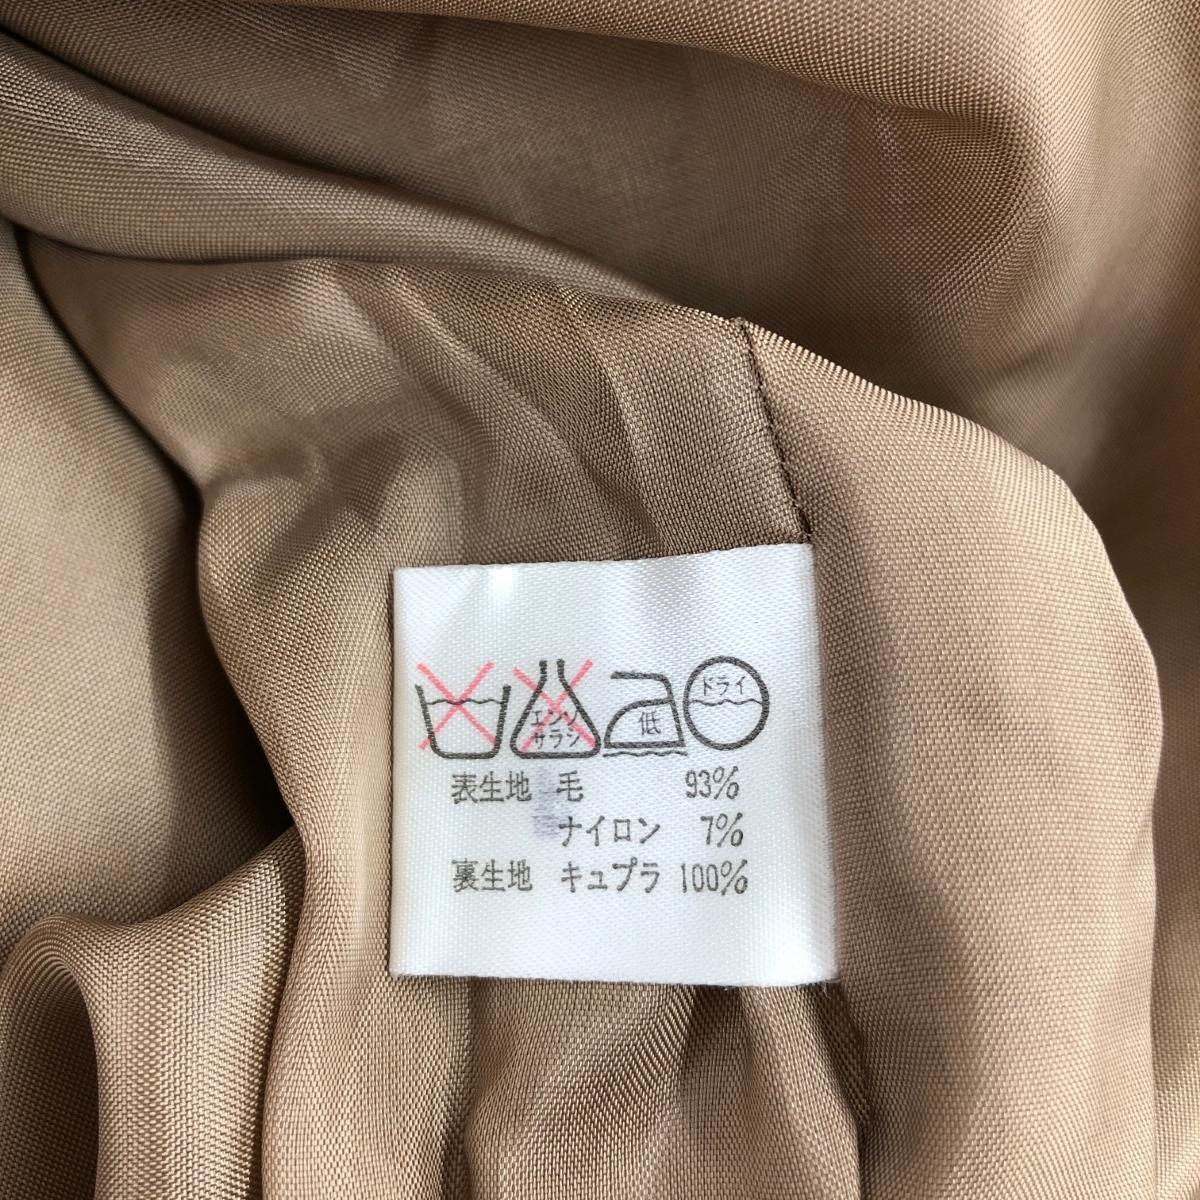 エンソ
サラシ
低
ドライ
表生地 毛 93%
ナイロン 7%
裏生地 キュプラ 100%